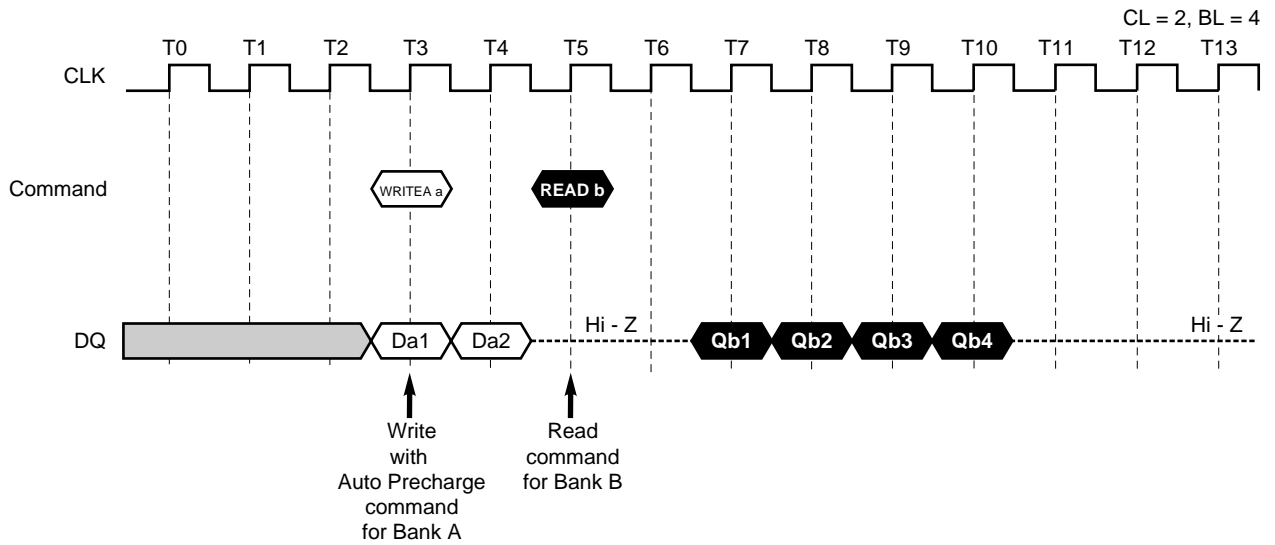 CL = 2, BL = 4
T0 T1 T2 T3 T4 T5 T6 T7 T8 T9 T10 T11 T12 T13
CLK
Command WRITEA a READ b
Hi - Z Hi - Z
DQ Da1 Da2 Qb1 Qb2 Qb3 Qb4
Write
with
Auto Precharge
command
for Bank A
Read
command
for Bank B